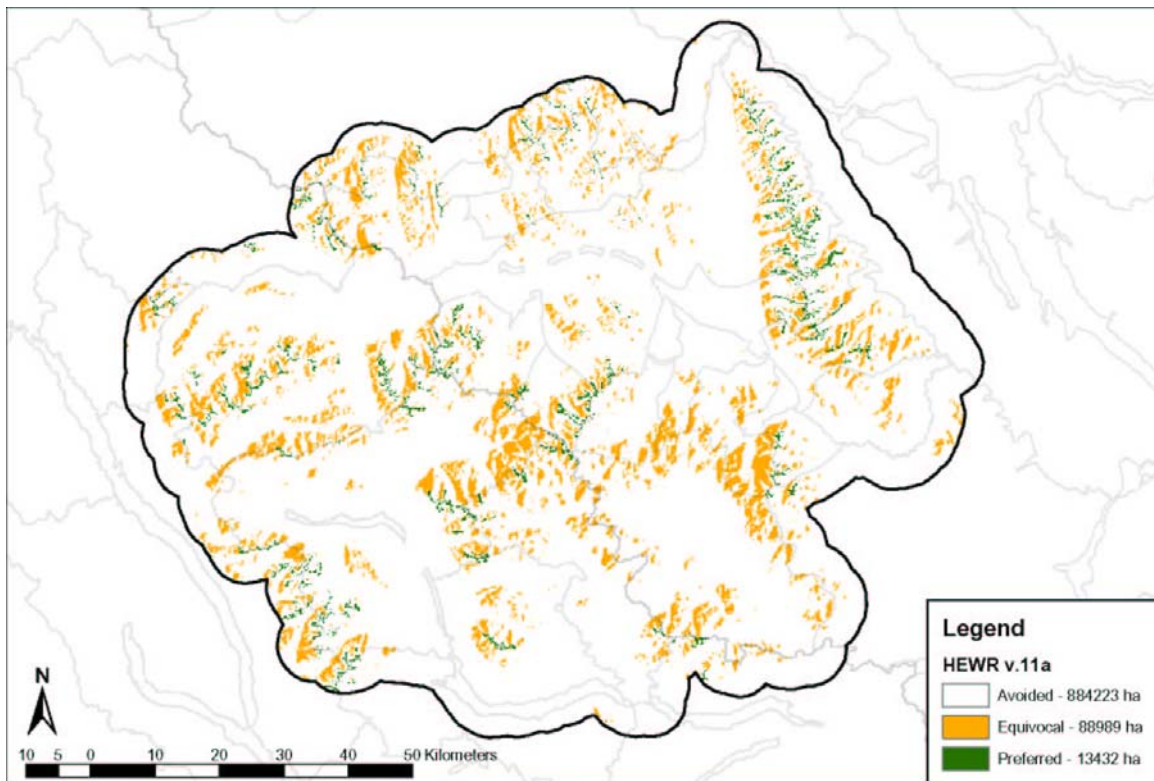 N
10 5 0 10 20 30 40 50 Kilometers
Legend
HEWR v.11a
Avoided - 884223 ha
Equivocal - 88989 ha
Preferred - 13432 ha